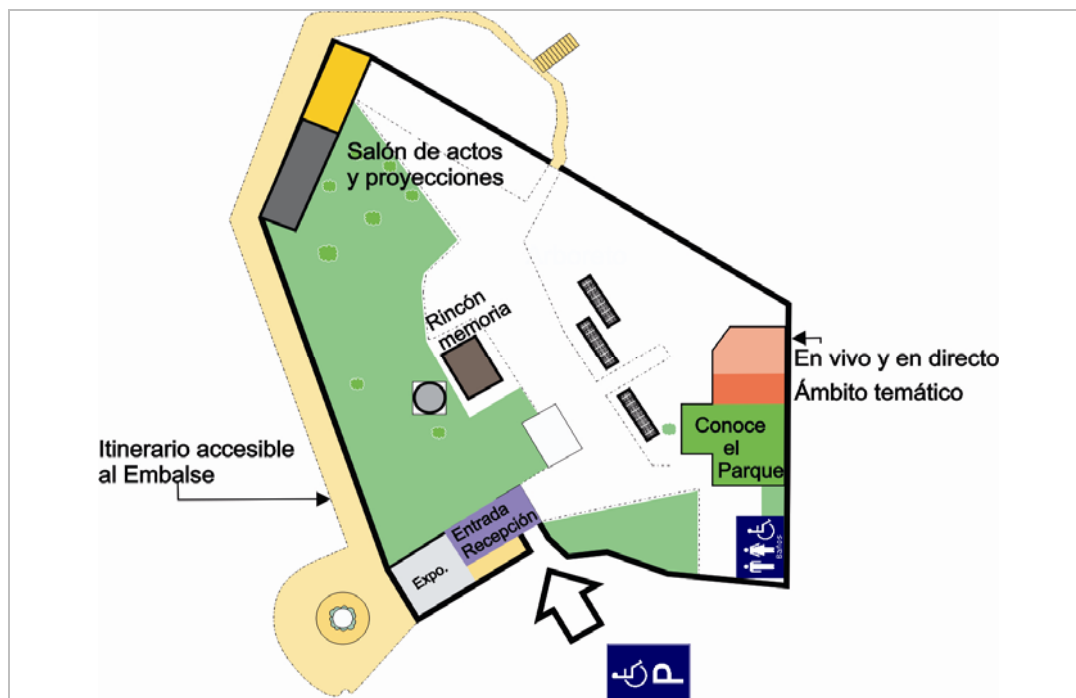 Salón de actos
y proyecciones
Rincón
memoria
En vivo y en directo
Ámbito temático
Conoce
el
Parque
Itinerario accesible
al Embalse
Entrada
Recepción
Expo.
Baños
P